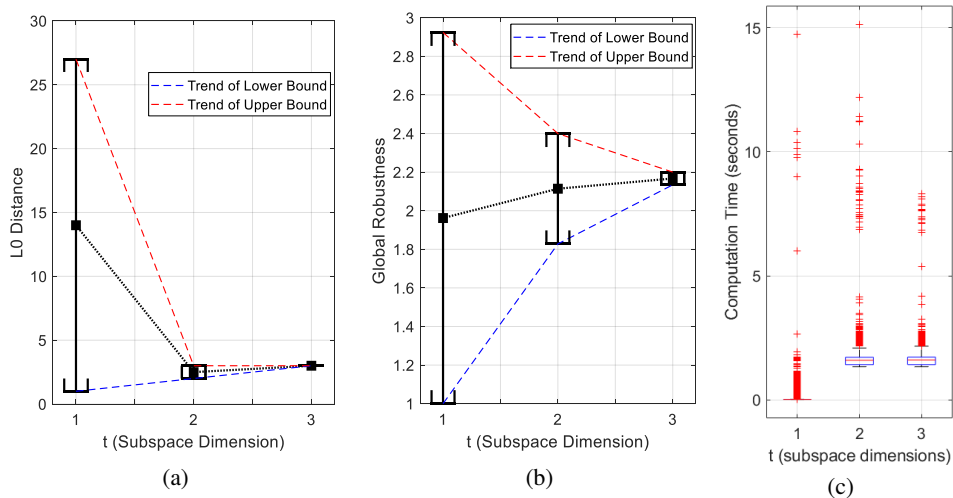 30
25
20
15
10
5
0
L0 Distance
Trend of Lower Bound
Trend of Upper Bound
1
2
3
t (Subspace Dimension)
(a)
3
2.8
2.6
2.4
2.2
2
1.8
1.6
1.4
1.2
1
Global Robustness
Trend of Lower Bound
Trend of Upper Bound
1
2
3
t (Subspace Dimension)
(b)
15
10
5
0
Computation Time (seconds)
1
2
3
t (subspace dimensions)
(c)